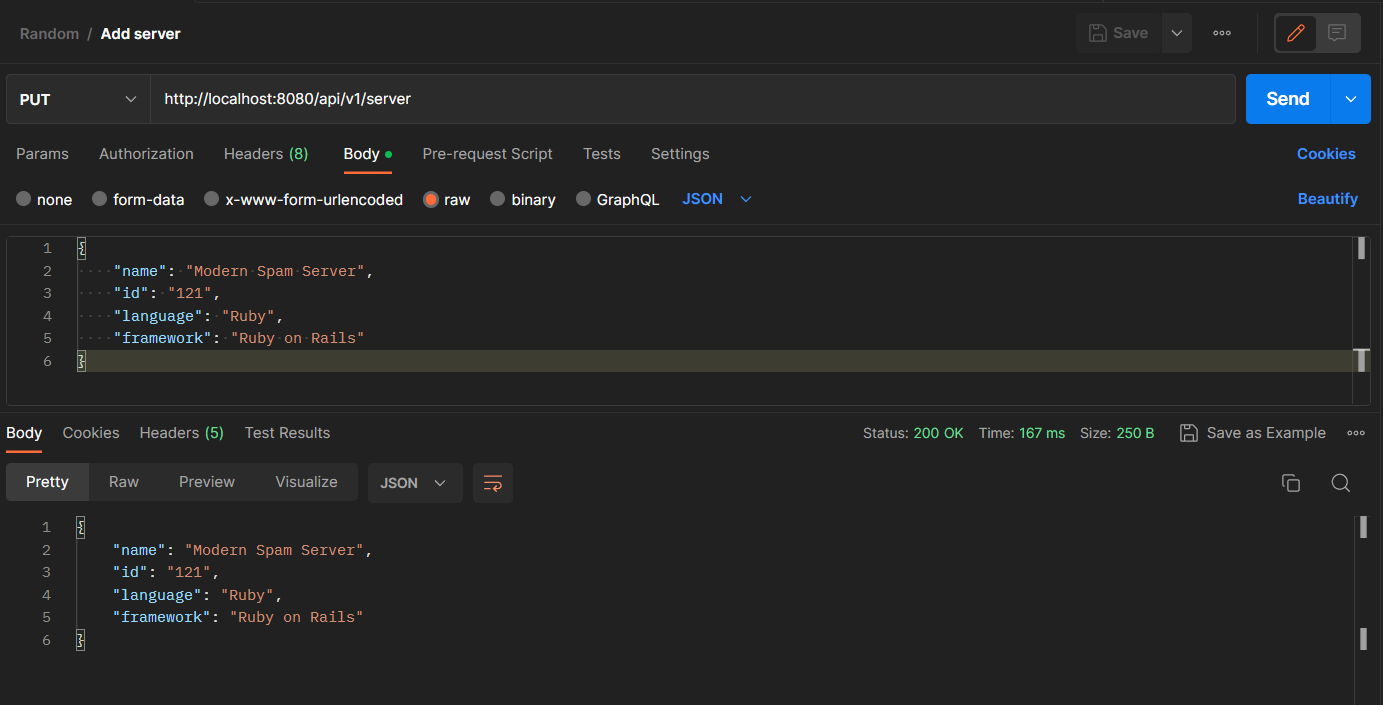 Random / Add server Save
PUT http://localhost:8080/api/v1/server Send
Params Authorization Headers (8) Body Pre-request Script Tests Settings Cookies
none form-data x-www-form-urlencoded raw binary GraphQL JSON Beautify
1 {
2 "name": "Modern Spam Server",
3 "id": "121",
4 "language": "Ruby",
5 "framework": "Ruby on Rails"
6 }
Body Cookies Headers (5) Test Results Status: 200 OK Time: 167 ms Size: 250 B Save as Example
Pretty Raw Preview Visualize JSON
1 {
2 "name": "Modern Spam Server",
3 "id": "121",
4 "language": "Ruby",
5 "framework": "Ruby on Rails"
6 }